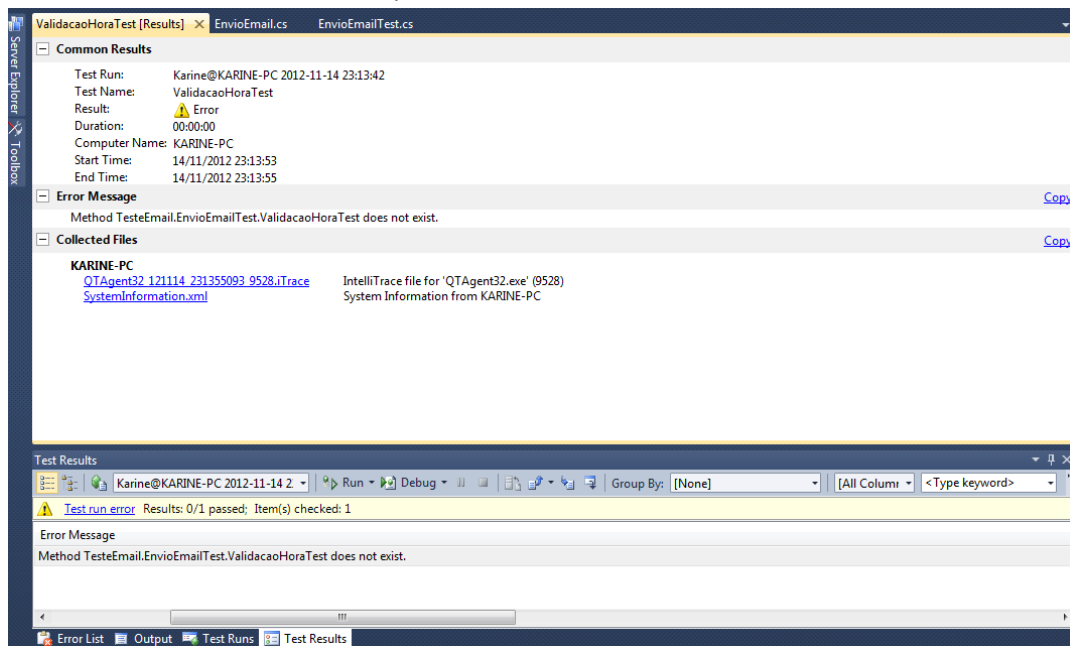 ValidacaoHoraTest [Results] EnvioEmail.cs EnvioEmailTest.cs
Server Explorer
Toolbox
Common Results
Test Run: Karine@KARINE-PC 2012-11-14 23:13:42
Test Name: ValidacaoHoraTest
Result: Error
Duration: 00:00:00
Computer Name: KARINE-PC
Start Time: 14/11/2012 23:13:53
End Time: 14/11/2012 23:13:55
Error Message Copy
Method TesteEmail.EnvioEmailTest.ValidacaoHoraTest does not exist.
Collected Files Copy
KARINE-PC
QTAgent32_121114_231355093_9528.iTrace IntelliTrace file for 'QTAgent32.exe' (9528)
SystemInformation.xml System Information from KARINE-PC
Test Results
Karine@KARINE-PC 2012-11-14 2 Run Debug Group By: [None] [All Column <Type keyword>
Test run error Results: 0/1 passed; Item(s) checked: 1
Error Message
Method TesteEmail.EnvioEmailTest.ValidacaoHoraTest does not exist.
Error List Output Test Runs Test Results